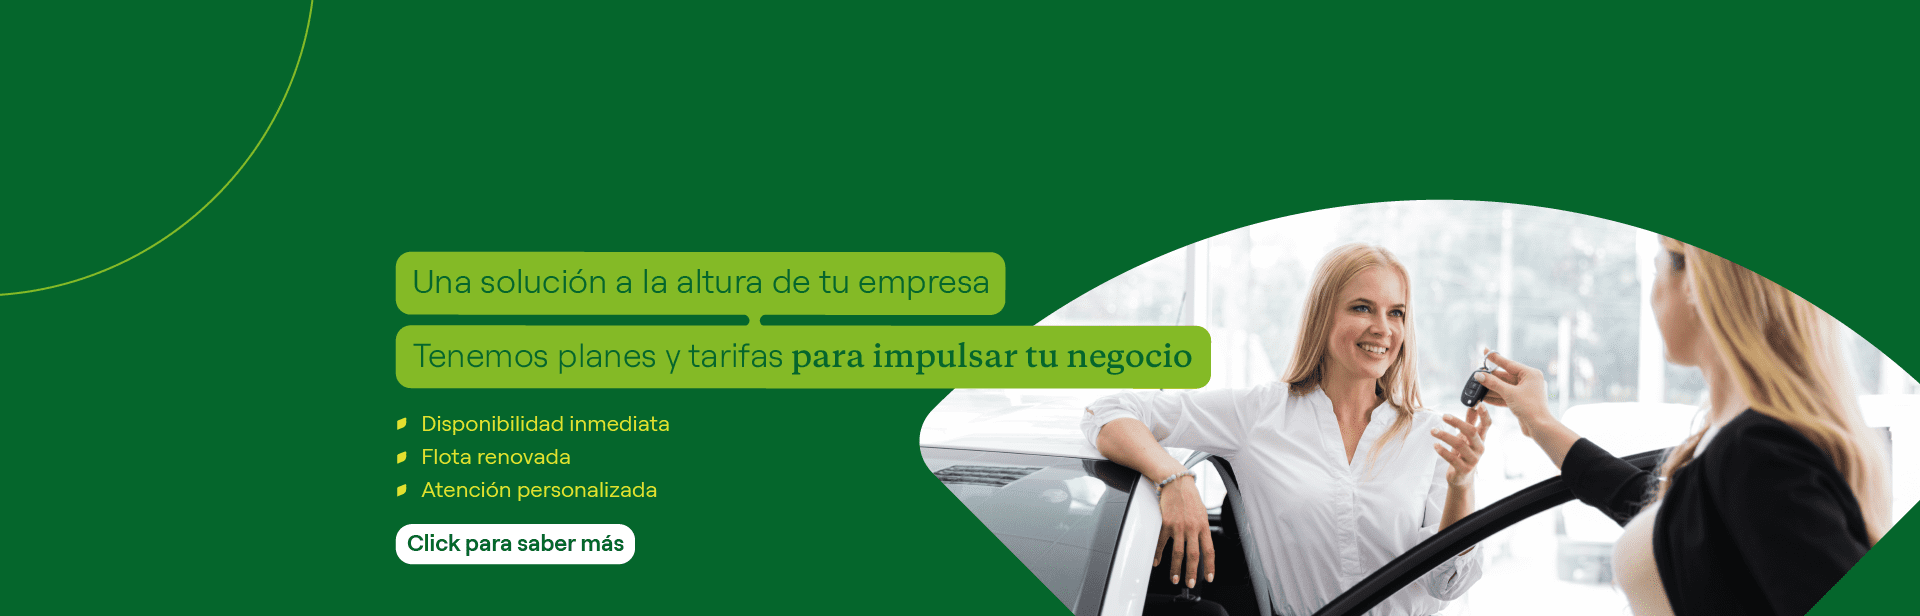 Una solución a la altura de tu empresa
Tenemos planes y tarifas para impulsar tu negocio
Disponibilidad inmediata
Flota renovada
Atención personalizada
Click para saber más